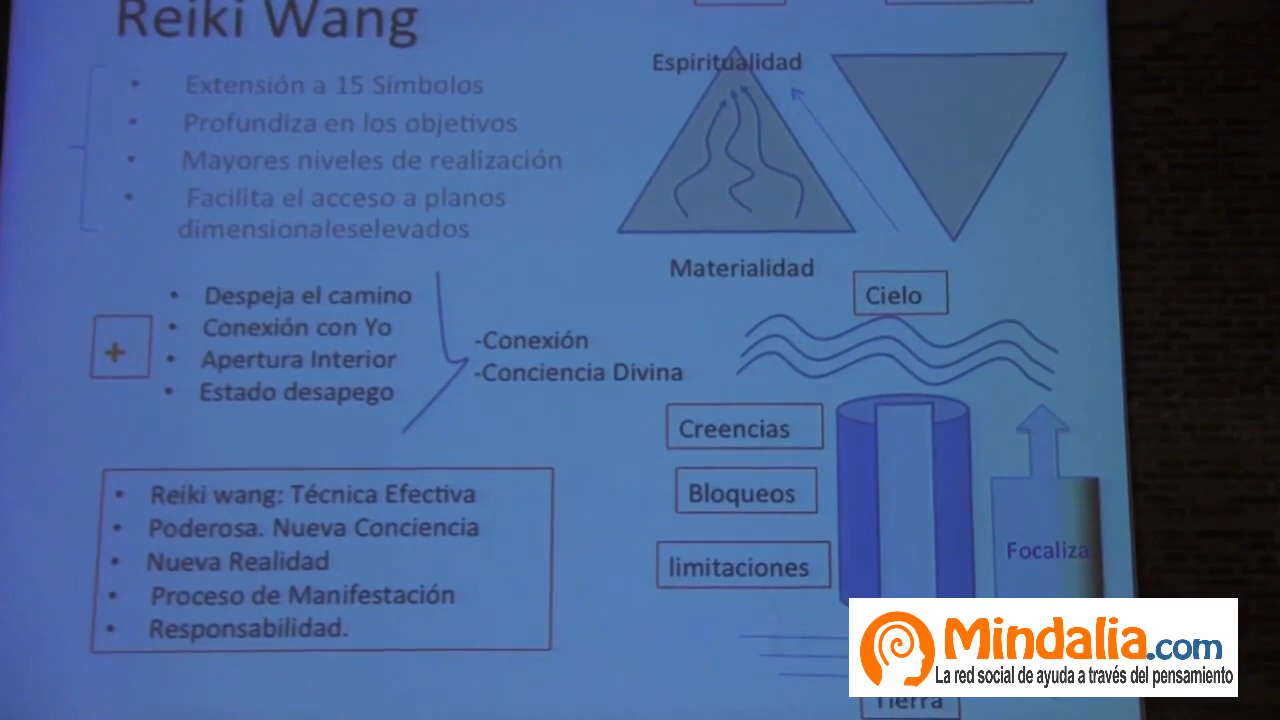 Reiki Wang
• Extensión a 15 Símbolos
• Profundiza en los objetivos
• Mayores niveles de realización
• Facilita el acceso a planos
dimensionaleselevados
+
• Despeja el camino
• Conexión con Yo
• Apertura Interior
• Estado desapego
-Conexión
-Conciencia Divina
• Reiki wang: Técnica Efectiva
• Poderosa. Nueva Conciencia
• Nueva Realidad
• Proceso de Manifestación
• Responsabilidad.
Espiritualidad
Materialidad
Cielo
Creencias
Bloqueos
limitaciones
Focaliza
Tierra
Mindalia.com
La red social de ayuda a través del pensamiento